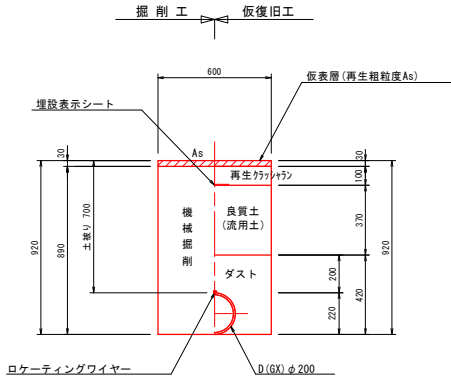 掘 削 工
仮復旧工
600
仮表層(再生粗粒度As)
埋設表示シート
As
再生クラッシャラン
30
30
100
機械掘削
良質土
(流用土)
土被り 700
370
920
890
920
ダスト
200
420
220
ロケーティングワイヤー
D(GX)φ200